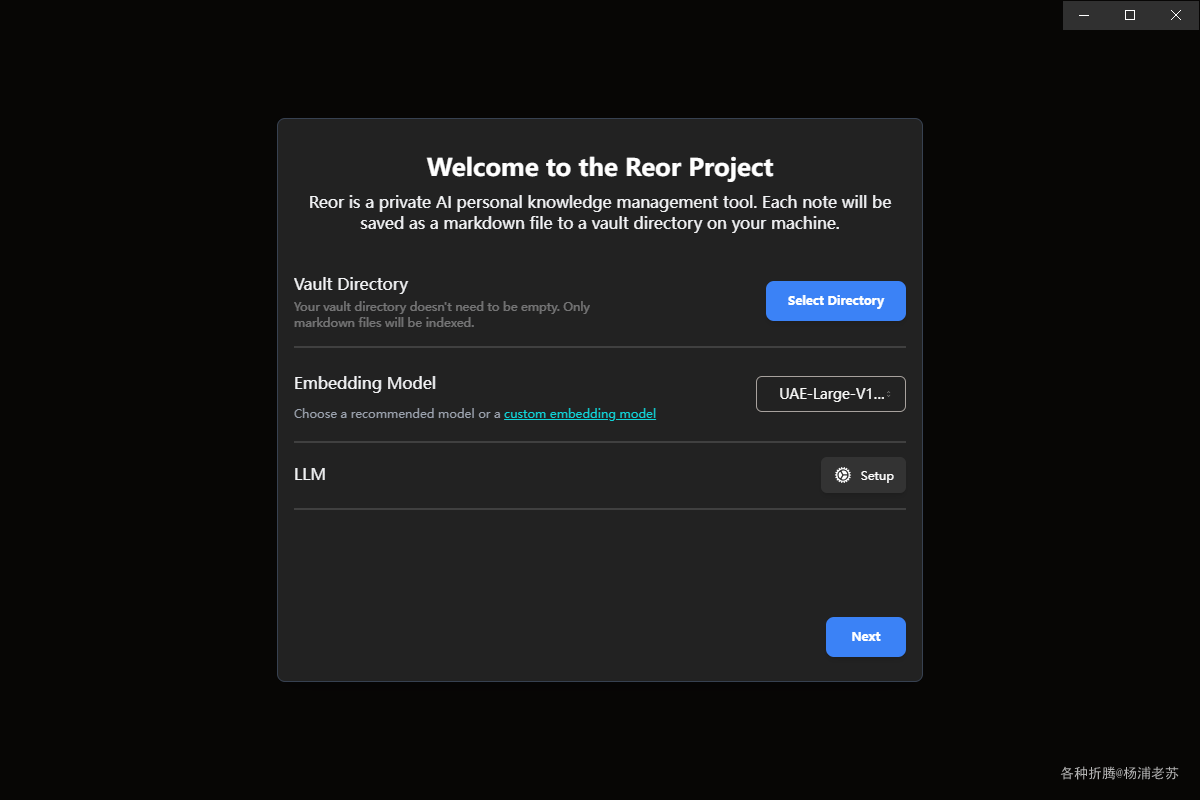 Welcome to the Reor Project
Reor is a private AI personal knowledge management tool. Each note will be
saved as a markdown file to a vault directory on your machine.
Vault Directory
Your vault directory doesn't need to be empty. Only
markdown files will be indexed.
Select Directory
Embedding Model
Choose a recommended model or a custom embedding model
UAE-Large-V1...
LLM
Setup
Next
各种折腾@杨浦老苏